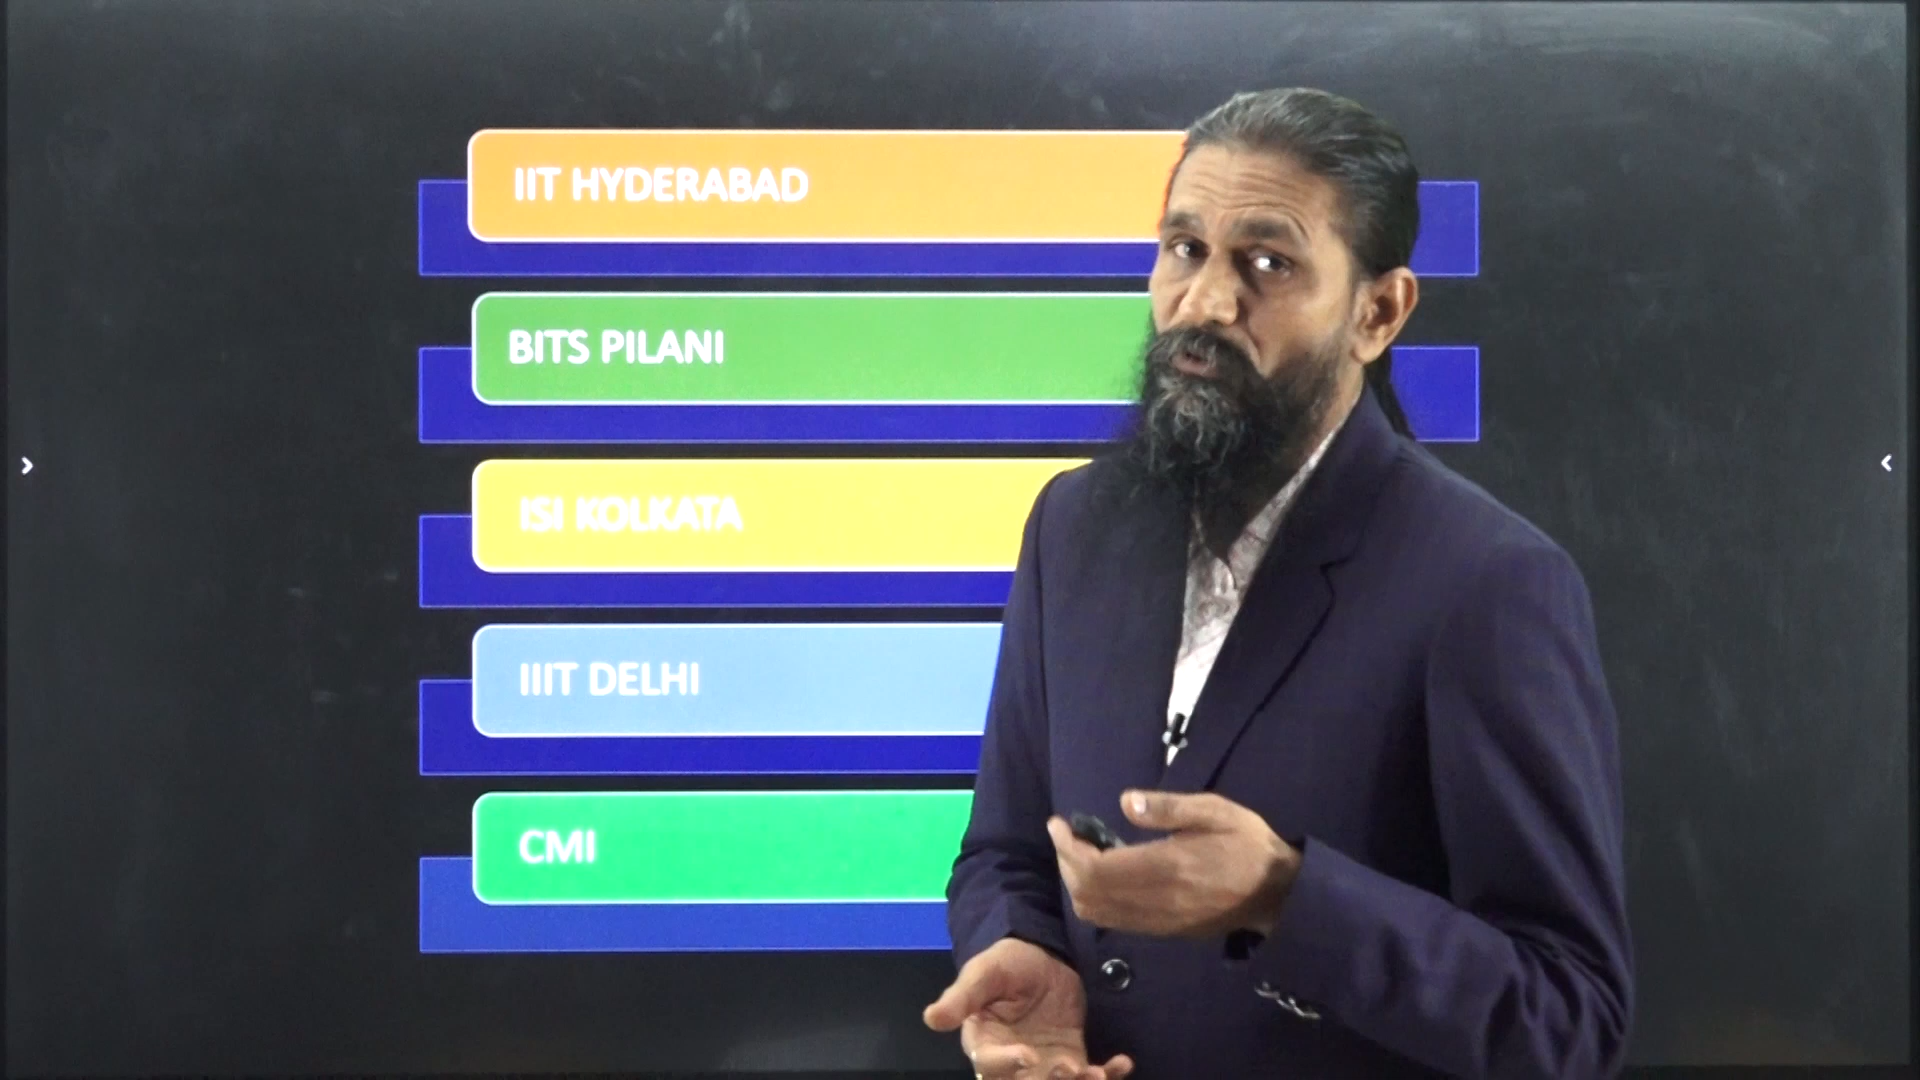 IIT HYDERABAD
BITS PILANI
ISI KOLKATA
IIIT DELHI
CMI